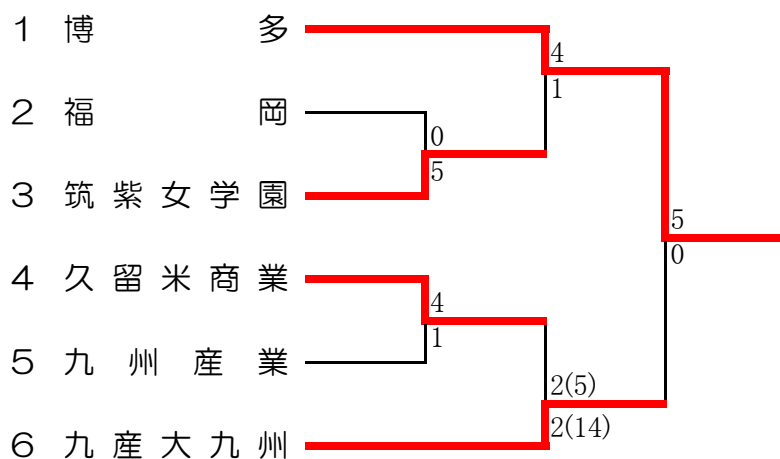 1 博多
4
1
2 福岡
0
5
3 筑紫女学園
5
0
4 久留米商業
4
1
5 九州産業
2(5)
2(14)
6 九産大九州